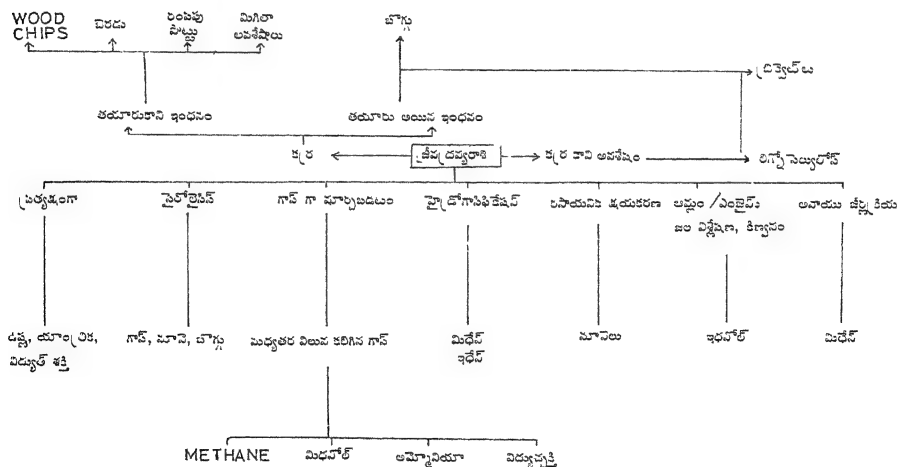 WOOD CHIPS
బెరడు
రంపపు పొట్టు
మిగిలా అవశేషాలు
బొగ్గు
బ్రిక్వెట్‌లు
తయారుకాని ఇంధనం
తయారు అయిన ఇంధనం
కర్ర
జీవద్రవ్యరాశి
కర్ర కాని అవశేషం
లిగ్నోసెల్యులోస్
ప్రత్యక్షంగా
పైరోలైసిస్
గాస్ గా మార్చబడటం
హైడ్రోగాసిఫికేషన్
రసాయనిక క్షయకరణ
ఆమ్లం /ఎంజైమ్
జల విశ్లేషణ, కిణ్వనం
అవాయు జీర్ణక్రియ
ఉష్ణ, యాంత్రిక,
విద్యుత్ శక్తి
గాస్, నూనె, బొగ్గు
మధ్యతర విలువ కలిగిన గాస్
మిథేన్
ఇథేన్
నూనెలు
ఇథనోల్
మిథేన్
METHANE
మిథనోల్
అమ్మోనియా
విద్యుచ్ఛక్తి